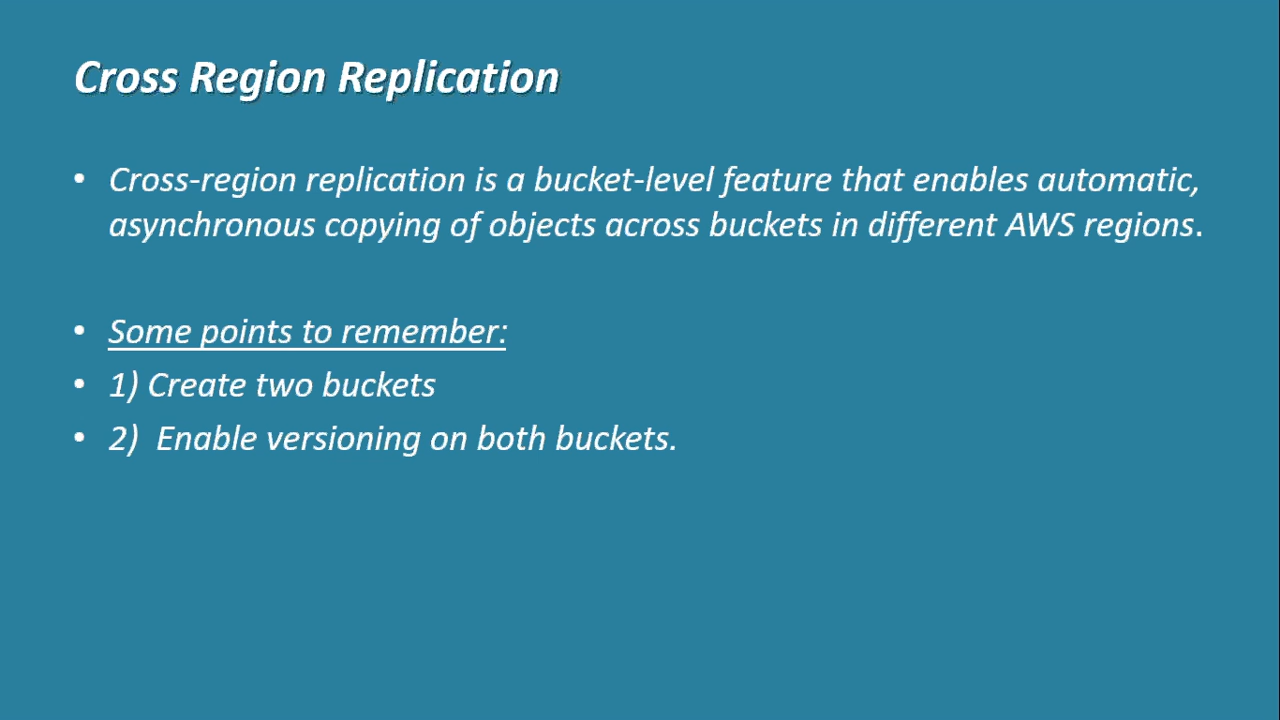 Cross Region Replication
• Cross-region replication is a bucket-level feature that enables automatic,
asynchronous copying of objects across buckets in different AWS regions.
• Some points to remember:
• 1) Create two buckets
• 2)  Enable versioning on both buckets.